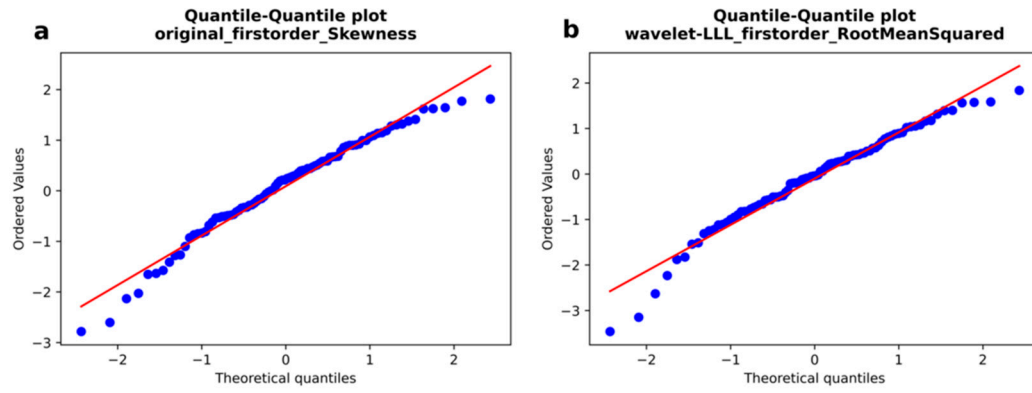 a
Quantile-Quantile plot
original_firstorder_Skewness
2
1
0
−1
−2
−3
Ordered Values
−2
−1
0
1
2
Theoretical quantiles
b
Quantile-Quantile plot
wavelet-LLL_firstorder_RootMeanSquared
2
1
0
−1
−2
−3
Ordered Values
−2
−1
0
1
2
Theoretical quantiles